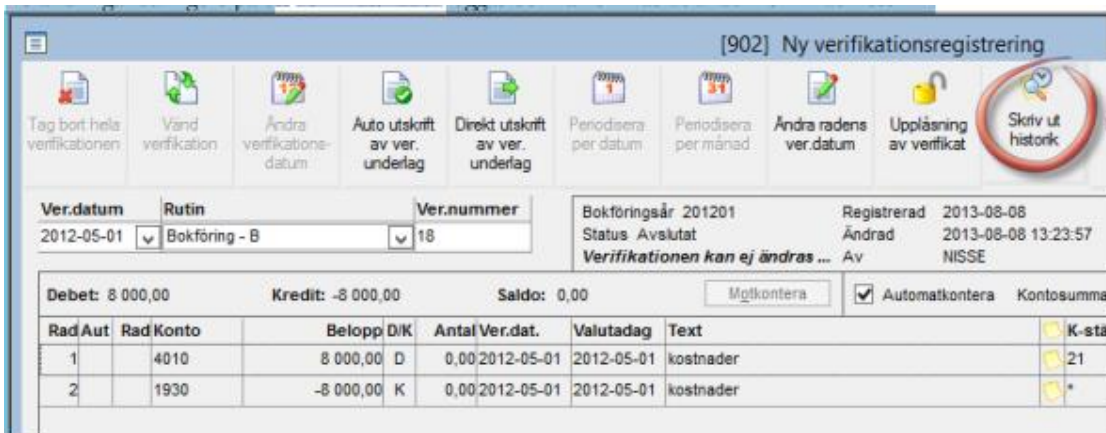 [902] Ny verifikationsregistrering
Tag bort hela verifikationen
Vänd verifikation
Ändra verifikations-datum
Auto utskrift av ver. underlag
Direkt utskrift av ver. underlag
Periodisera per datum
Periodisera per månad
Ändra radens ver.datum
Upplåsning av verifikat
Skriv ut historik
Ver.datum Rutin Ver.nummer
2012-05-01 Bokföring - B 18
Bokföringsår 201201 Registrerad 2013-08-08
Status Avslutat Ändrad 2013-08-08 13:23:57
Verifikationen kan ej ändras ... Av NISSE
Debet: 8 000,00 Kredit: -8 000,00 Saldo: 0,00 Motkontera Automatkontera Kontosumma
Rad Aut Rad Konto Belopp D/K Antal Ver.dat. Valutadag Text K-stä
1 4010 8 000,00 D 0,00 2012-05-01 2012-05-01 kostnader 21
2 1930 -8 000,00 K 0,00 2012-05-01 2012-05-01 kostnader *